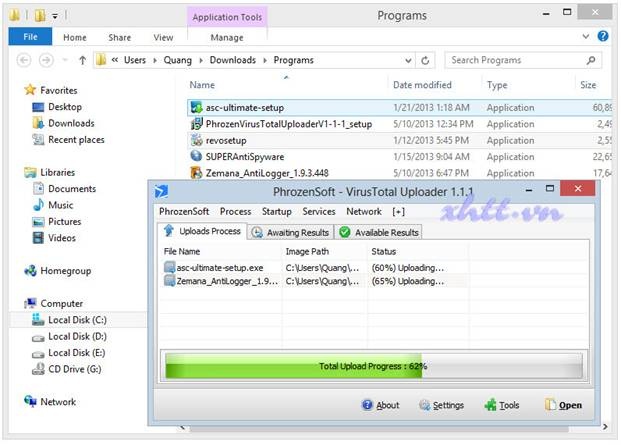 Application Tools
Programs
File
Home
Share
View
Manage
Users
Quang
Downloads
Programs
Search Programs
Name
Date modified
Type
Size
Favorites
Desktop
Downloads
Recent places
Libraries
Documents
Music
Pictures
Videos
Homegroup
Computer
Local Disk (C:)
Local Disk (D:)
Local Disk (E:)
CD Drive (G:)
Network
asc-ultimate-setup 1/21/2013 1:18 AM Application 60,8
PhrozenVirusTotalUploaderV1-1-1_setup 5/10/2013 12:34 PM Application 2,49
revosetup 1/12/2013 5:45 PM Application 2,55
SUPERAntiSpyware 1/15/2013 9:04 AM Application 22,65
Zemana_AntiLogger_1.9.3.448 5/10/2013 6:47 PM Application 17,64
PhrozenSoft - VirusTotal Uploader 1.1.1
xhtt.vn
PhrozenSoft Process Startup Services Network [+]
Uploads Process
Awaiting Results
Available Results
File Name Image Path Status
asc-ultimate-setup.exe C:\Users\Quang\... (60%) Uploading...
Zemana_AntiLogger_1.9... C:\Users\Quang\... (65%) Uploading...
Total Upload Progress : 62%
About
Settings
Tools
Open